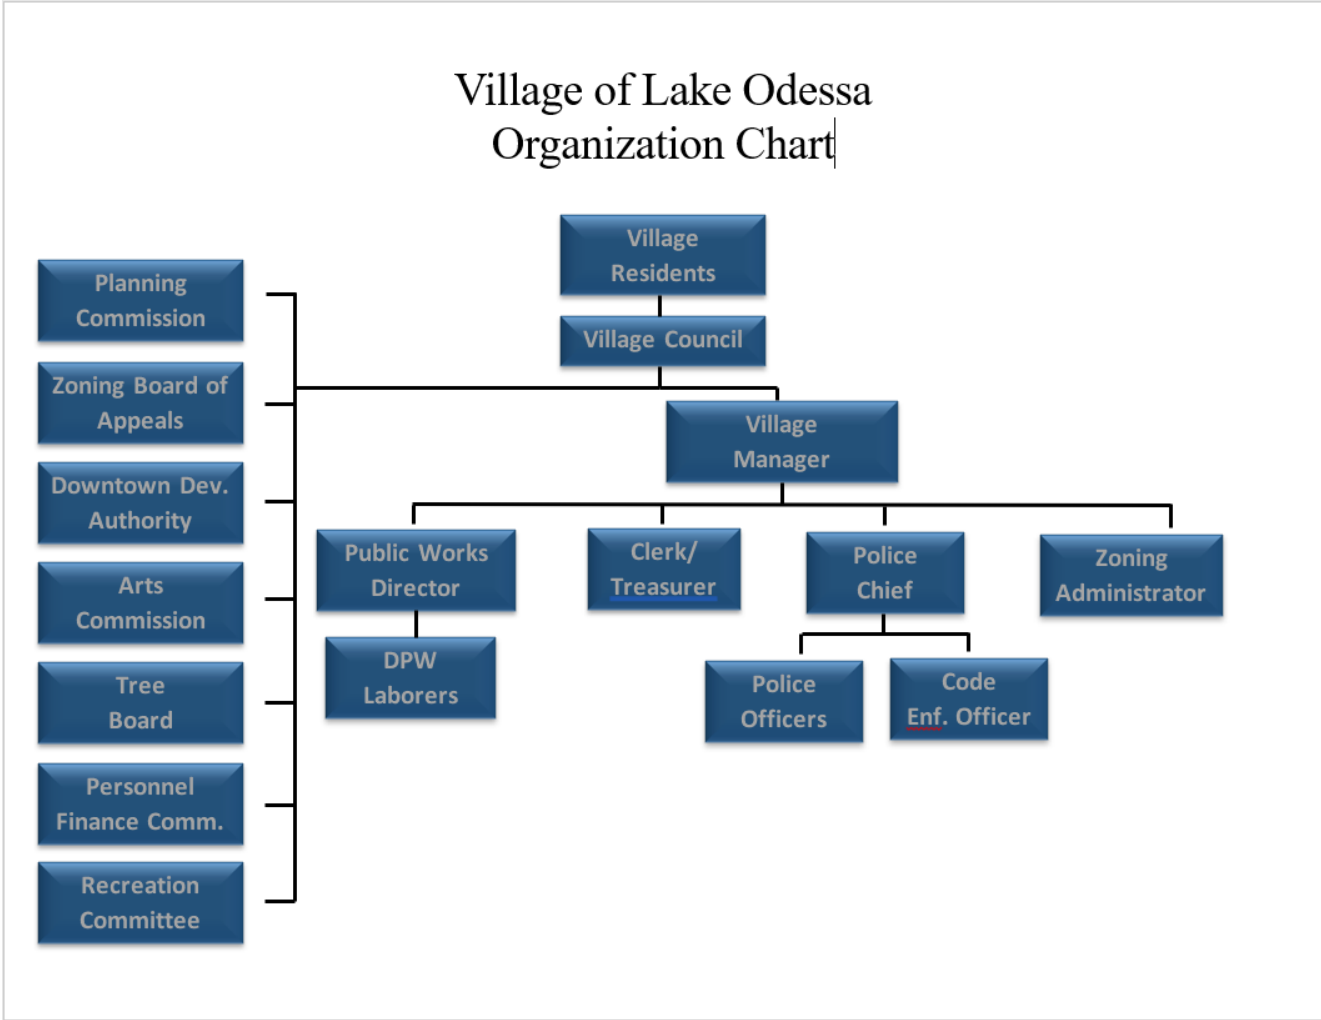 Village of Lake Odessa
Organization Chart
Village
Residents
Village Council
Village
Manager
Planning
Commission
Zoning Board of
Appeals
Downtown Dev.
Authority
Arts
Commission
Tree
Board
Personnel
Finance Comm.
Recreation
Committee
Public Works
Director
Clerk/
Treasurer
Police
Chief
Zoning
Administrator
DPW
Laborers
Police
Officers
Code
Enf. Officer